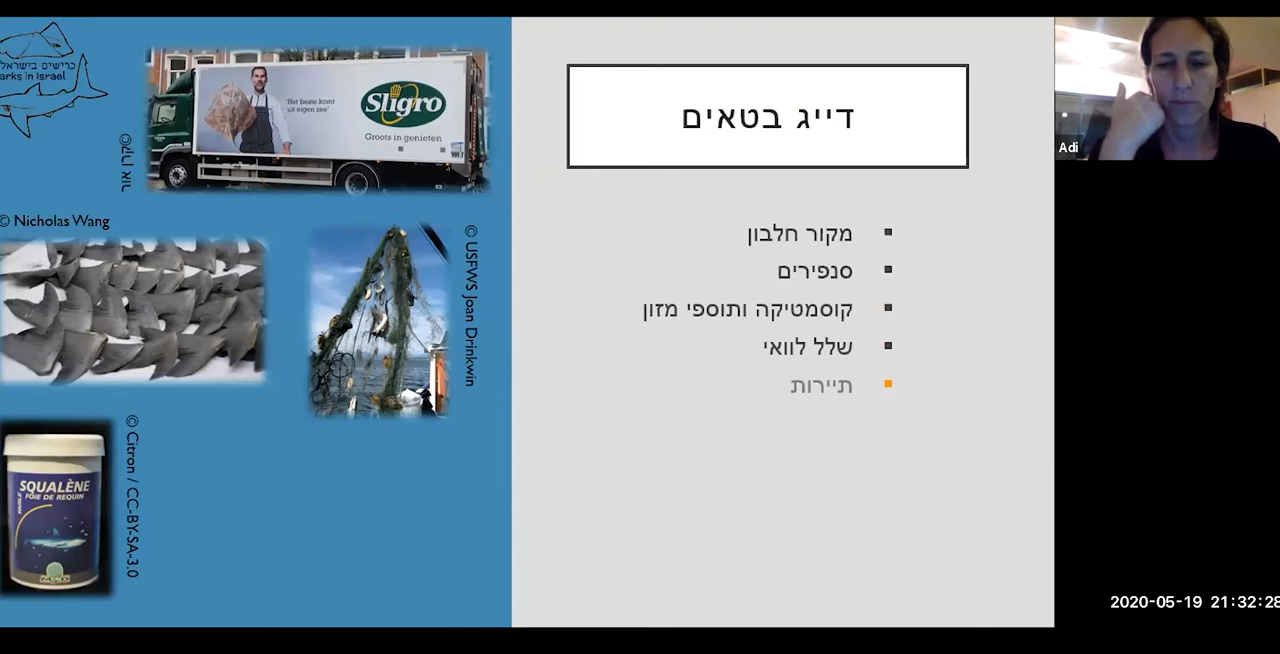 כרישים בישראל
arks in Israel
'Het beste komt
uit eigen zee'
Sligro
Groots in genieten
© Nicholas Wang
© USFWS Joan Drinkwin
SQUALÈNE
FOIE DE REQUIN
HUILE
© Citron / CC-BY-SA-3.0
דייג בטאים
מקור חלבון
סנפירים
קוסמטיקה ותוספי מזון
שלל לוואי
תיירות
Adi
2020-05-19 21:32:28